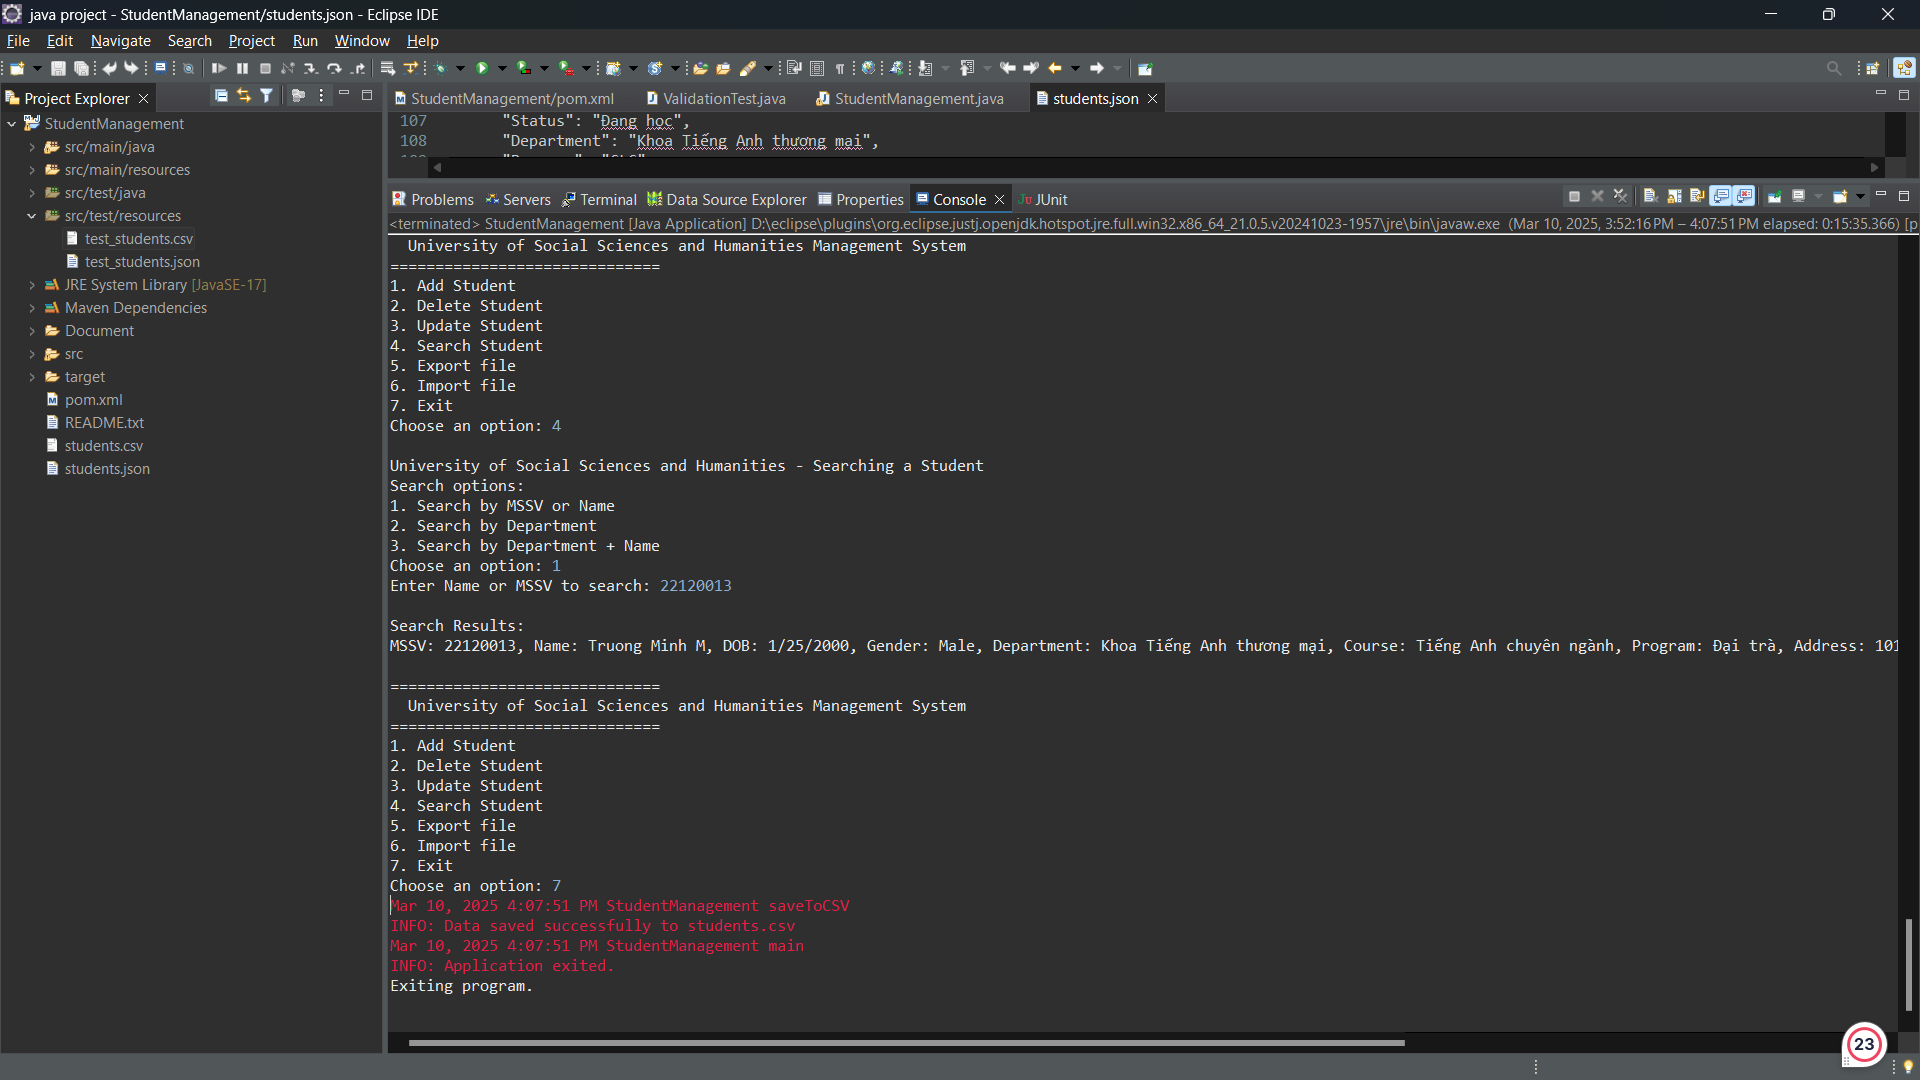 java project - StudentManagement/students.json - Eclipse IDE
File Edit Navigate Search Project Run Window Help
Project Explorer
StudentManagement
src/main/java
src/main/resources
src/test/java
src/test/resources
test_students.csv
test_students.json
JRE System Library [JavaSE-17]
Maven Dependencies
Document
src
target
pom.xml
README.txt
students.csv
students.json
StudentManagement/pom.xml ValidationTest.java StudentManagement.java students.json
107 "Status": "Đang học",
108 "Department": "Khoa Tiếng Anh thương mại",
Problems Servers Terminal Data Source Explorer Properties Console JUnit
<terminated> StudentManagement [Java Application] D:\eclipse\plugins\org.eclipse.justj.openjdk.hotspot.jre.full.win32.x86_64_21.0.5.v20241023-1957\jre\bin\javaw.exe (Mar 10, 2025, 3:52:16 PM – 4:07:51 PM elapsed: 0:15:35.366) [p
University of Social Sciences and Humanities Management System
==============================
1. Add Student
2. Delete Student
3. Update Student
4. Search Student
5. Export file
6. Import file
7. Exit
Choose an option: 4
University of Social Sciences and Humanities - Searching a Student
Search options:
1. Search by MSSV or Name
2. Search by Department
3. Search by Department + Name
Choose an option: 1
Enter Name or MSSV to search: 22120013
Search Results:
MSSV: 22120013, Name: Truong Minh M, DOB: 1/25/2000, Gender: Male, Department: Khoa Tiếng Anh thương mại, Course: Tiếng Anh chuyên ngành, Program: Đại trà, Address: 101
==============================
University of Social Sciences and Humanities Management System
==============================
1. Add Student
2. Delete Student
3. Update Student
4. Search Student
5. Export file
6. Import file
7. Exit
Choose an option: 7
Mar 10, 2025 4:07:51 PM StudentManagement saveToCSV
INFO: Data saved successfully to students.csv
Mar 10, 2025 4:07:51 PM StudentManagement main
INFO: Application exited.
Exiting program.
23